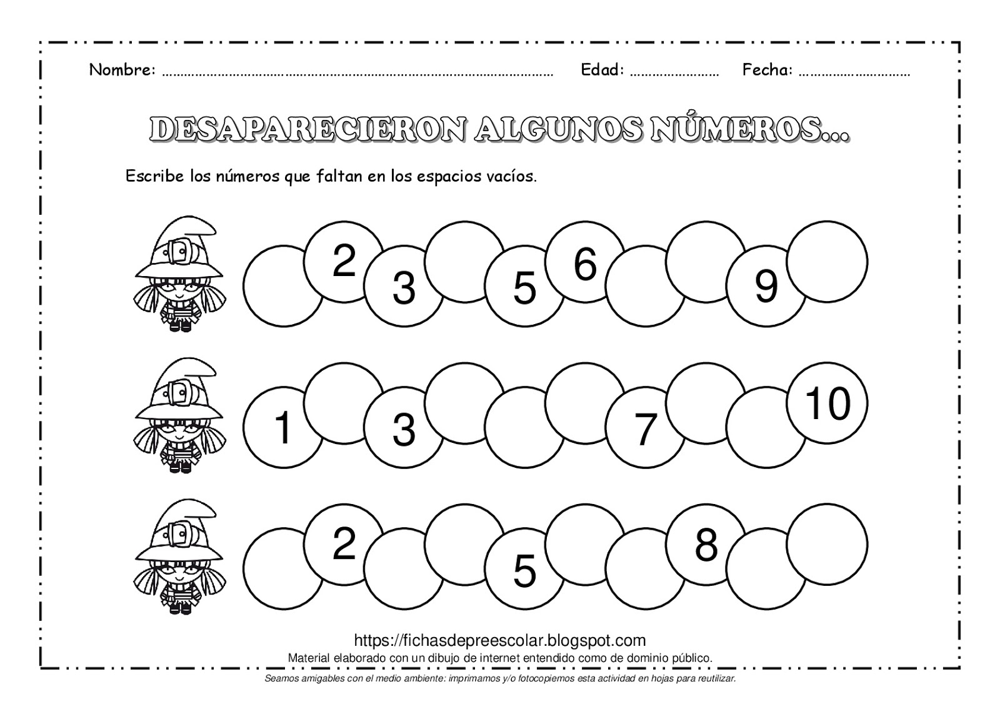 Nombre: ........................................................................................................ Edad: ........................ Fecha: ..............................
DESAPARECIERON ALGUNOS NÚMEROS...
Escribe los números que faltan en los espacios vacíos.
2 3 5 6 9
1 3 7 10
2 5 8
https://fichasdepreescolar.blogspot.com
Material elaborado con un dibujo de internet entendido como de dominio público.
Seamos amigables con el medio ambiente: imprimamos y/o fotocopiemos esta actividad en hojas para reutilizar.